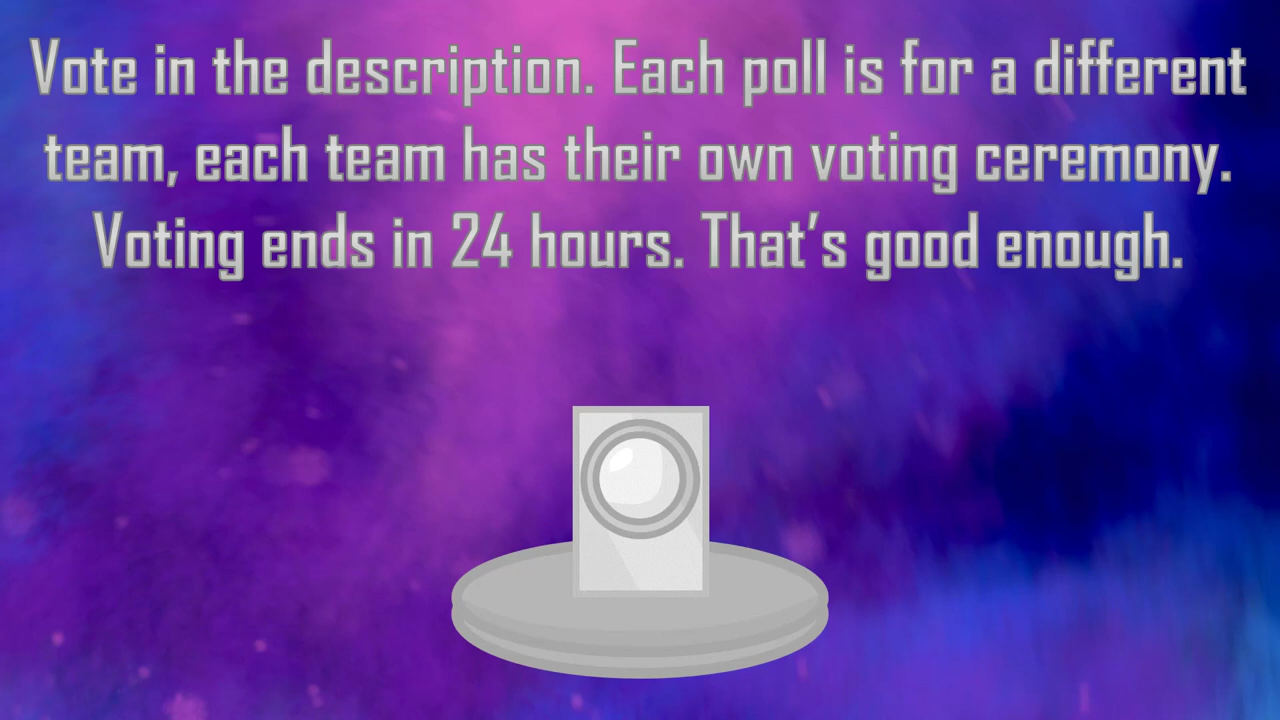 Vote in the description. Each poll is for a different
team, each team has their own voting ceremony.
Voting ends in 24 hours. That’s good enough.